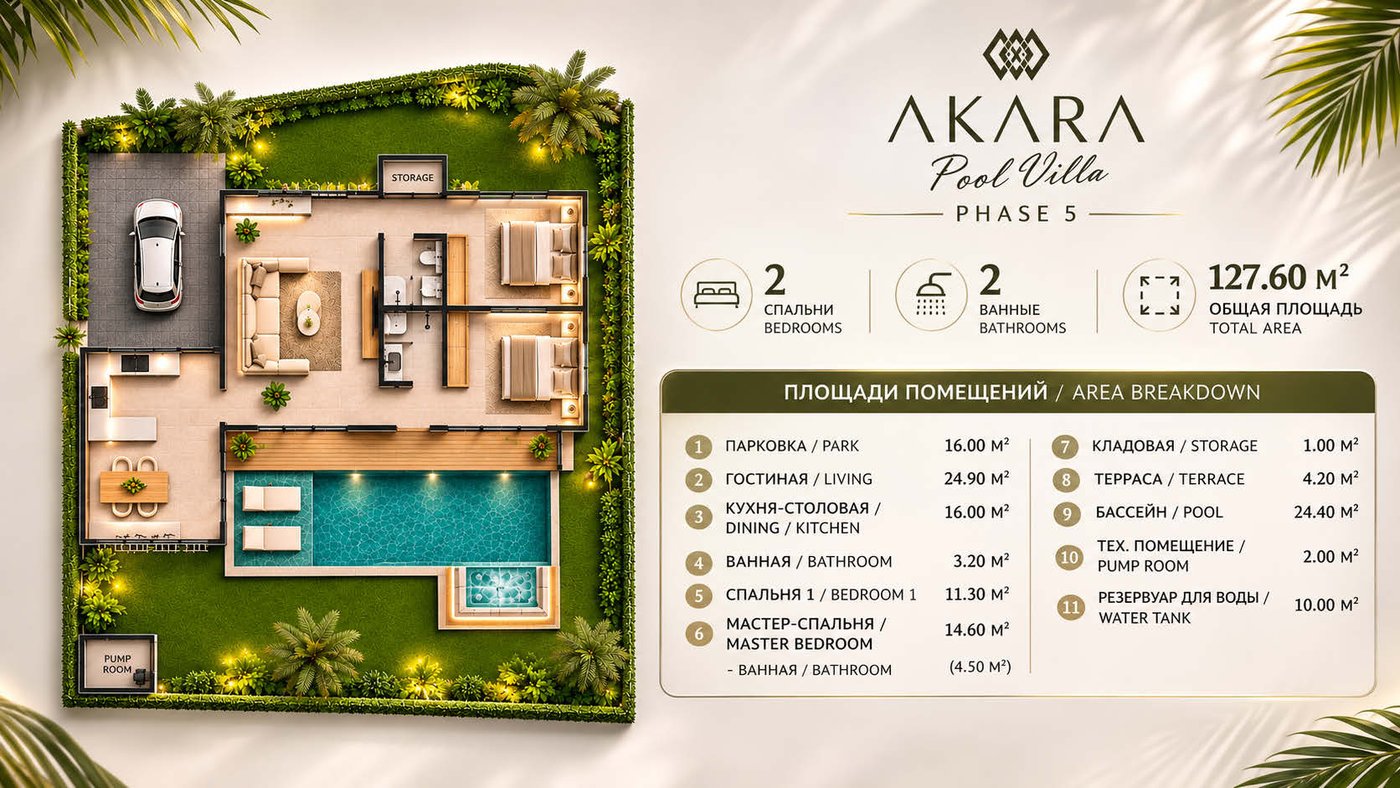 STORAGE
PUMP
ROOM
AKARA
Pool Villa
PHASE 5
2
СПАЛЬНИ
BEDROOMS
2
ВАННЫЕ
BATHROOMS
127.60 М²
ОБЩАЯ ПЛОЩАДЬ
TOTAL AREA
ПЛОЩАДИ ПОМЕЩЕНИЙ / AREA BREAKDOWN
1 ПАРКОВКА / PARK 16.00 М²
2 ГОСТИНАЯ / LIVING 24.90 М²
3 КУХНЯ-СТОЛОВАЯ /
DINING / KITCHEN 16.00 М²
4 ВАННАЯ / BATHROOM 3.20 М²
5 СПАЛЬНЯ 1 / BEDROOM 1 11.30 М²
6 МАСТЕР-СПАЛЬНЯ /
MASTER BEDROOM 14.60 М²
- ВАННАЯ / BATHROOM (4.50 М²)
7 КЛАДОВАЯ / STORAGE 1.00 М²
8 ТЕРРАСА / TERRACE 4.20 М²
9 БАССЕЙН / POOL 24.40 М²
10 ТЕХ. ПОМЕЩЕНИЕ /
PUMP ROOM 2.00 М²
11 РЕЗЕРВУАР ДЛЯ ВОДЫ /
WATER TANK 10.00 М²